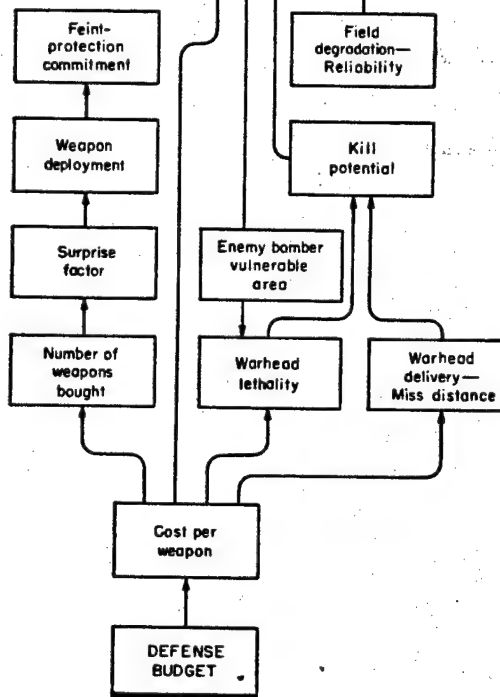 Feint-
protection
commitment
Field
degradation—
Reliability
Weapon
deployment
Kill
potential
Surprise
factor
Enemy bomber
vulnerable
area
Number of
weapons
bought
Warhead
lethality
Warhead
delivery—
Miss distance
Cost per
weapon
DEFENSE
BUDGET